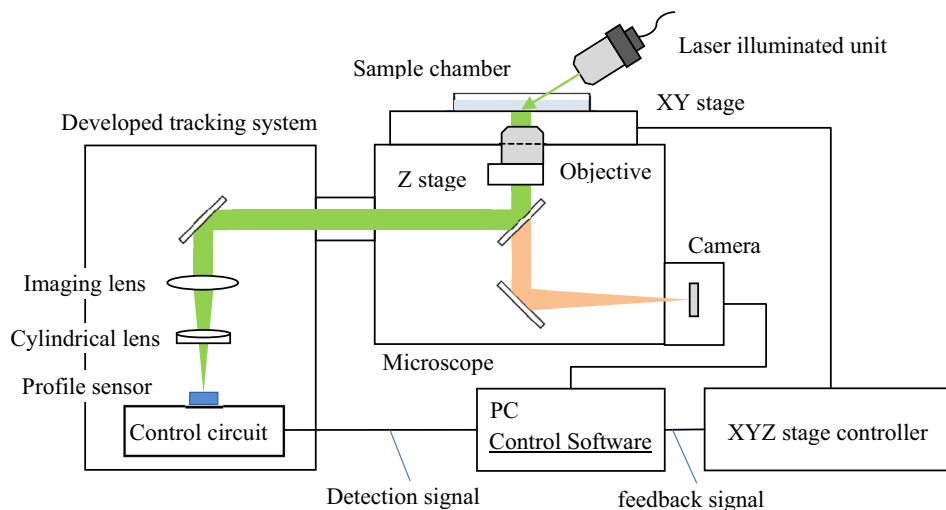 Laser illuminated unit
Sample chamber
XY stage
Developed tracking system
Z stage
Objective
Camera
Imaging lens
Cylindrical lens
Microscope
Profile sensor
PC
Control circuit
Control Software
XYZ stage controller
Detection signal
feedback signal